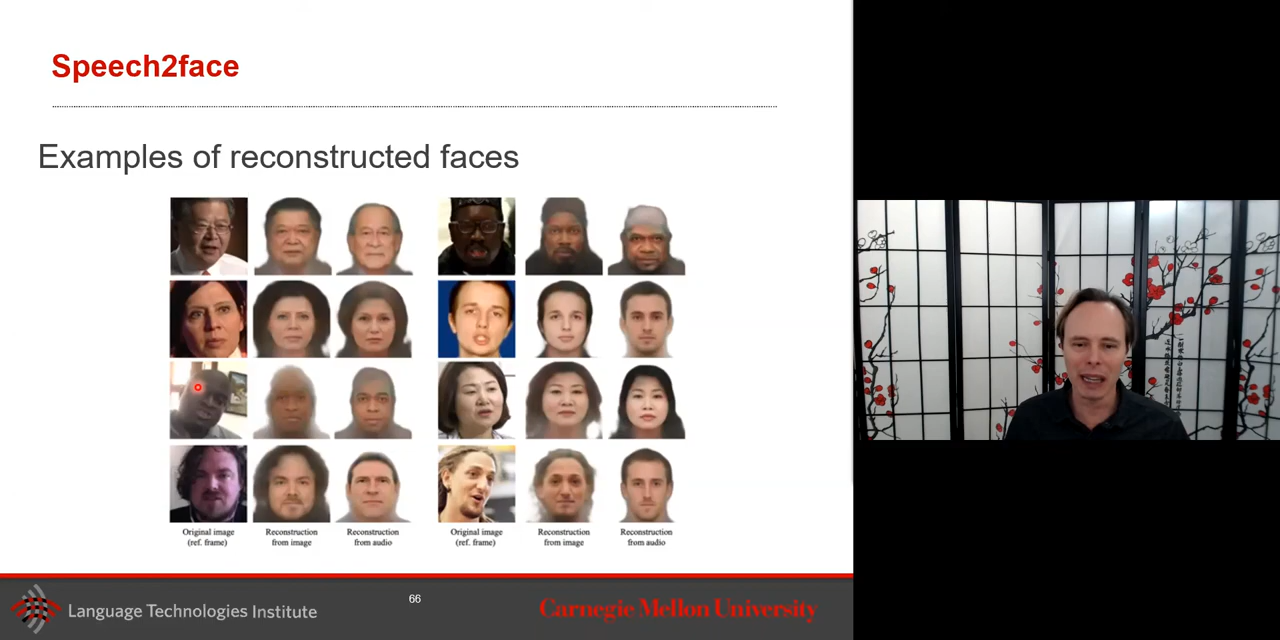 Speech2face
Examples of reconstructed faces
Original image
(ref. frame)
Reconstruction
from image
Reconstruction
from audio
Original image
(ref. frame)
Reconstruction
from image
Reconstruction
from audio
Language Technologies Institute
66
Carnegie Mellon University